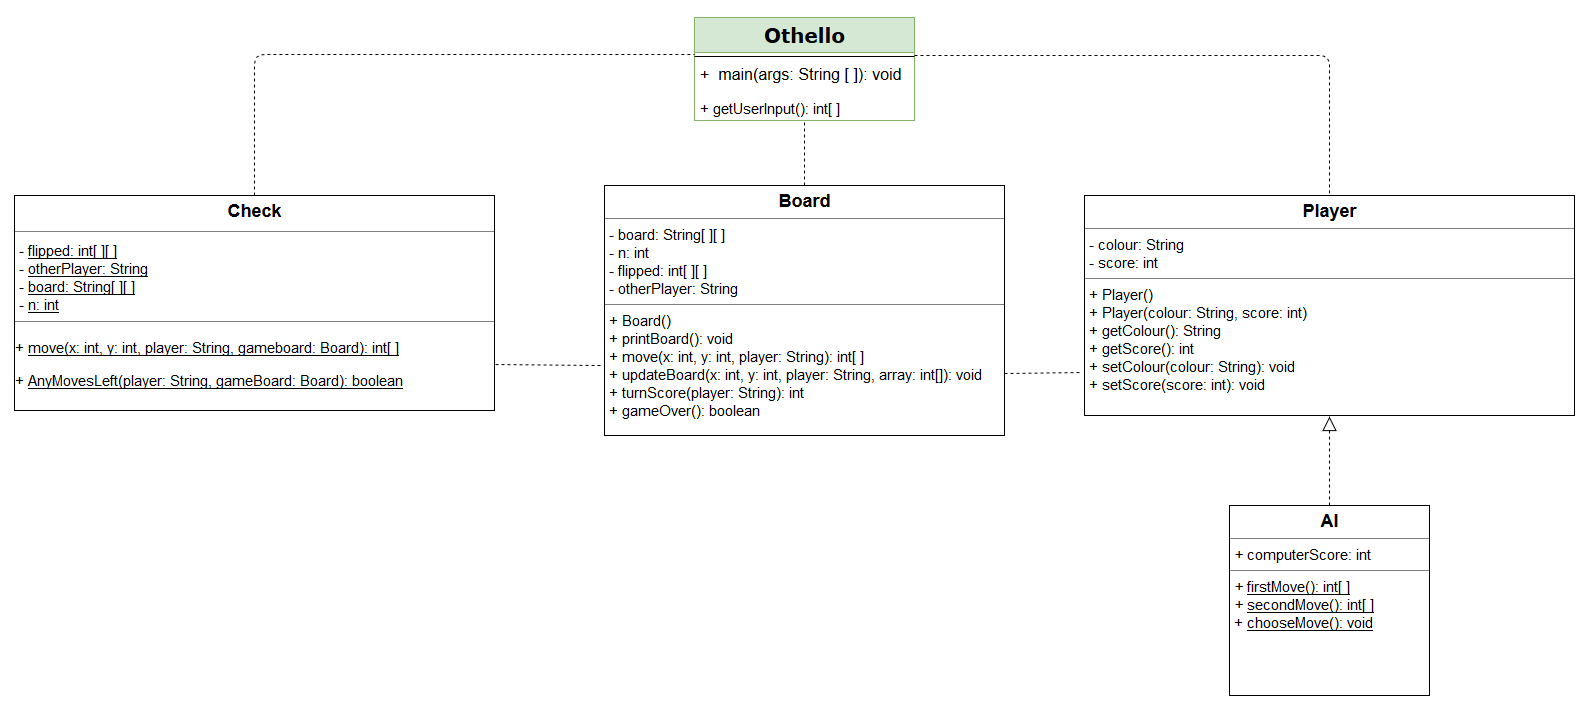 Othello
+ main(args: String [ ]): void
+ getUserInput(): int[ ]
Check
- flipped: int[ ][ ]
- otherPlayer: String
- board: String[ ][ ]
- n: int
+ move(x: int, y: int, player: String, gameboard: Board): int[ ]
+ AnyMovesLeft(player: String, gameBoard: Board): boolean
Board
- board: String[ ][ ]
- n: int
- flipped: int[ ][ ]
- otherPlayer: String
+ Board()
+ printBoard(): void
+ move(x: int, y: int, player: String): int[ ]
+ updateBoard(x: int, y: int, player: String, array: int[]): void
+ turnScore(player: String): int
+ gameOver(): boolean
Player
- colour: String
- score: int
+ Player()
+ Player(colour: String, score: int)
+ getColour(): String
+ getScore(): int
+ setColour(colour: String): void
+ setScore(score: int): void
AI
+ computerScore: int
+ firstMove(): int[ ]
+ secondMove(): int[ ]
+ chooseMove(): void